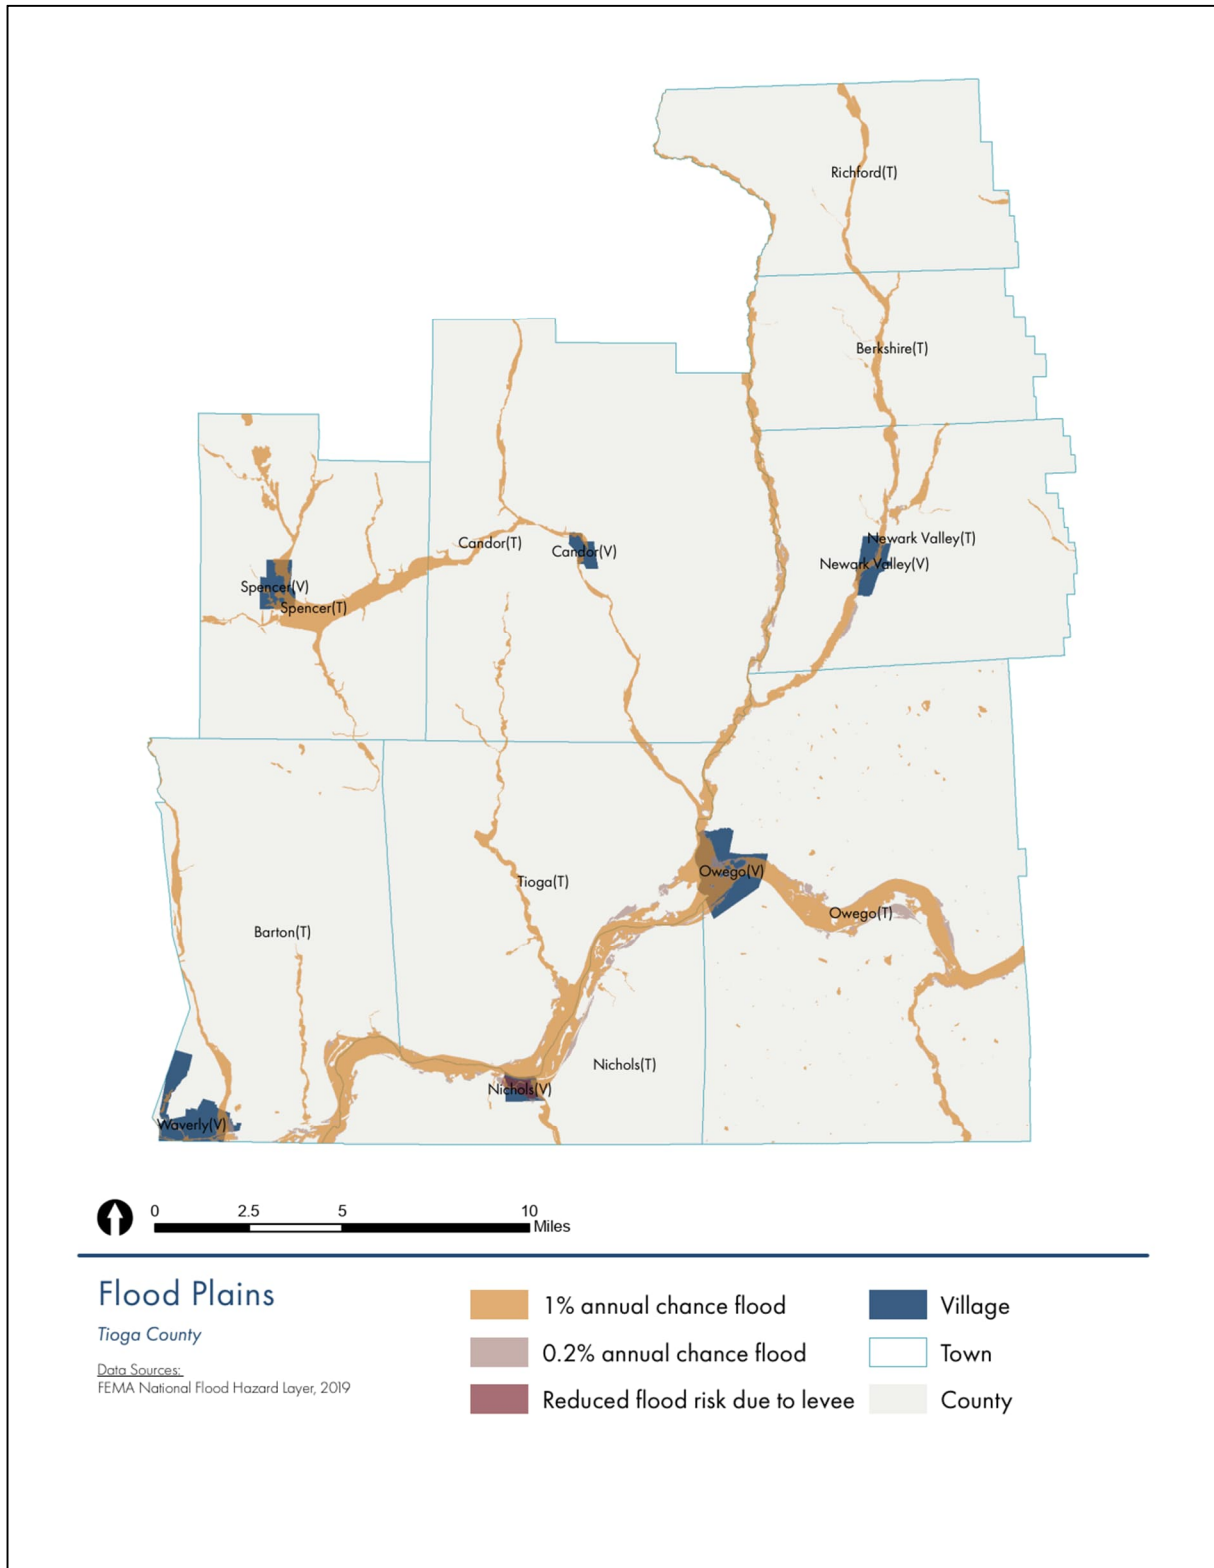 Richford(T)
Berkshire(T)
Newark Valley(T)
Candor(T)
Candor(V)
Newark Valley(V)
Spencer(V)
Spencer(T)
Owego(V)
Tioga(T)
Owego(T)
Barton(T)
Nichols(T)
Nichols(V)
Waverly(V)
0 2.5 5 10
Miles
Flood Plains
Tioga County
Data Sources:
FEMA National Flood Hazard Layer, 2019
1% annual chance flood
0.2% annual chance flood
Reduced flood risk due to levee
Village
Town
County